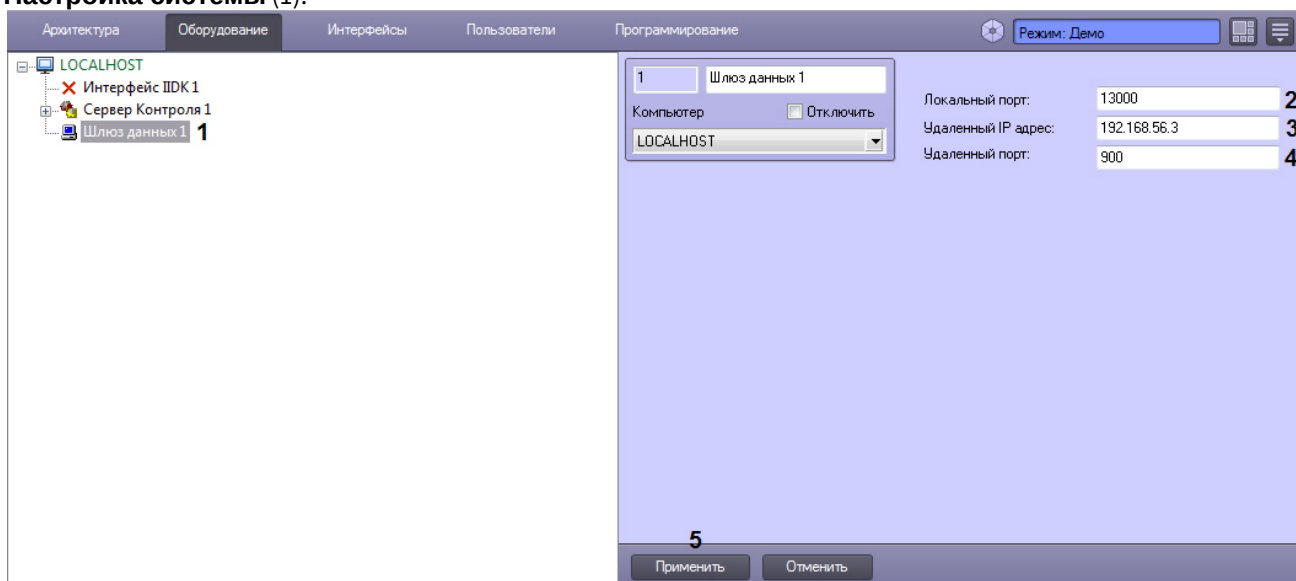 Настройка системы (1).
Архитектура Оборудование Интерфейсы Пользователи Программирование Режим: Демо
LOCALHOST
Интерфейс IIDK 1
Сервер Контроля 1
Шлюз данных 1 1
1 Шлюз данных 1
Компьютер Отключить
LOCALHOST
Локальный порт: 13000 2
Удаленный IP адрес: 192.168.56.3 3
Удаленный порт: 900 4
5
Применить Отменить